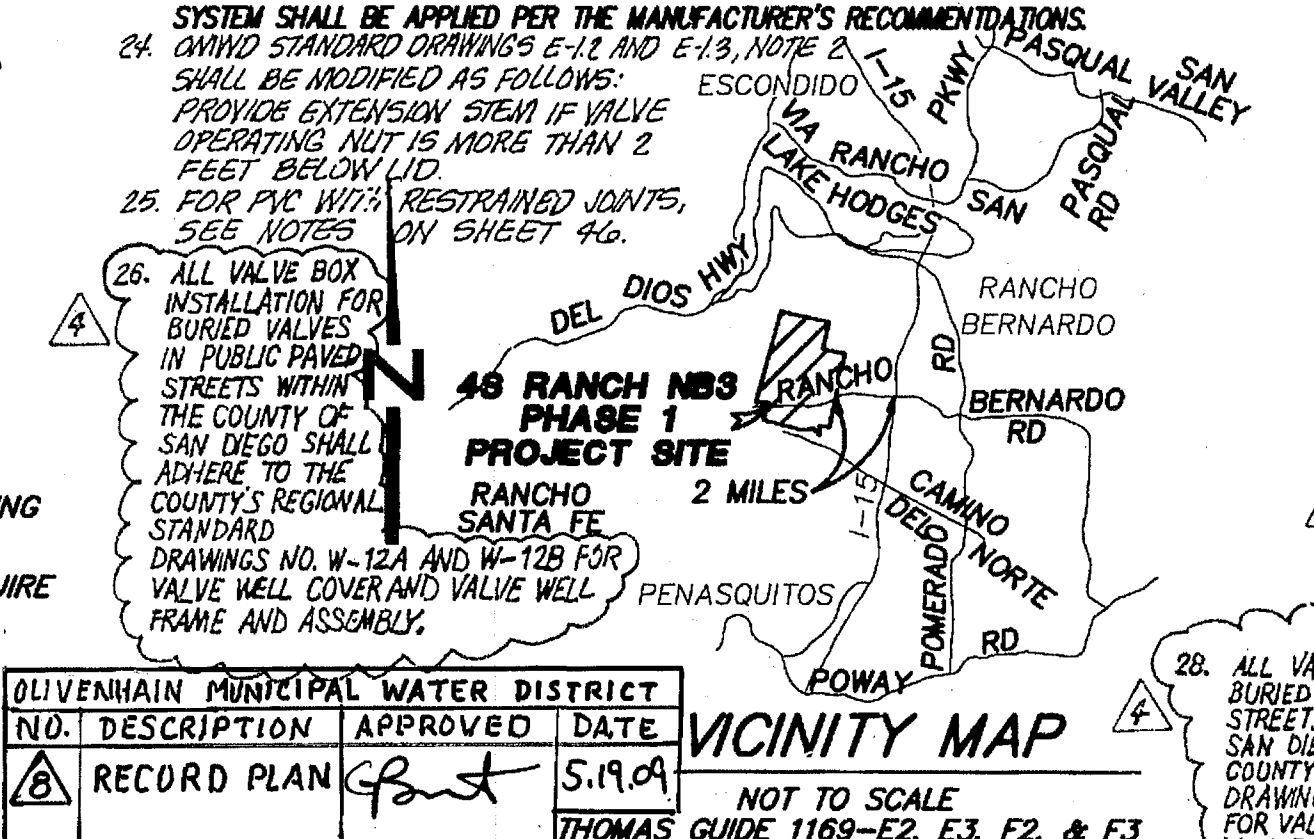 SYSTEM SHALL BE APPLIED PER THE MANUFACTURER'S RECOMMENTDATIONS.
24. OMWD STANDARD DRAWINGS E-1.2 AND E-1.3, NOTE 2
SHALL BE MODIFIED AS FOLLOWS:
PROVIDE EXTENSION STEM IF VALVE
OPERATING NUT IS MORE THAN 2
FEET BELOW LID.
25. FOR PVC WITH RESTRAINED JOINTS,
SEE NOTES ON SHEET 46.
4
26. ALL VALVE BOX
INSTALLATION FOR
BURIED VALVES
IN PUBLIC PAVED
STREETS WITHIN
THE COUNTY OF
SAN DIEGO SHALL
ADHERE TO THE
COUNTY'S REGIONAL
STANDARD
DRAWINGS NO. W-12A AND W-12B FOR
VALVE WELL COVER AND VALVE WELL
FRAME AND ASSEMBLY.
NG
UIRE
N
ESCONDIDO
I-15
PKWY
PASQUAL
SAN
VALLEY
VIA RANCHO
LAKE HODGES
SAN
PASQUAL
RD
DEL DIOS HWY
RANCHO
BERNARDO
RD
4S RANCH NB3
PHASE 1
PROJECT SITE
RANCHO
BERNARDO
RD
2 MILES
RANCHO
SANTA FE
I-15
CAMINO
DEL NORTE
POMERADO
RD
PENASQUITOS
POWAY
RD
VICINITY MAP
NOT TO SCALE
THOMAS GUIDE 1169-E2, E3, F2, & F3
OLIVENHAIN MUNICIPAL WATER DISTRICT
NO. DESCRIPTION APPROVED DATE
8 RECORD PLAN 5.19.09
4
28. ALL VA
BURIED
STREET
SAN DIE
COUNTY
DRAWING
FOR VAL